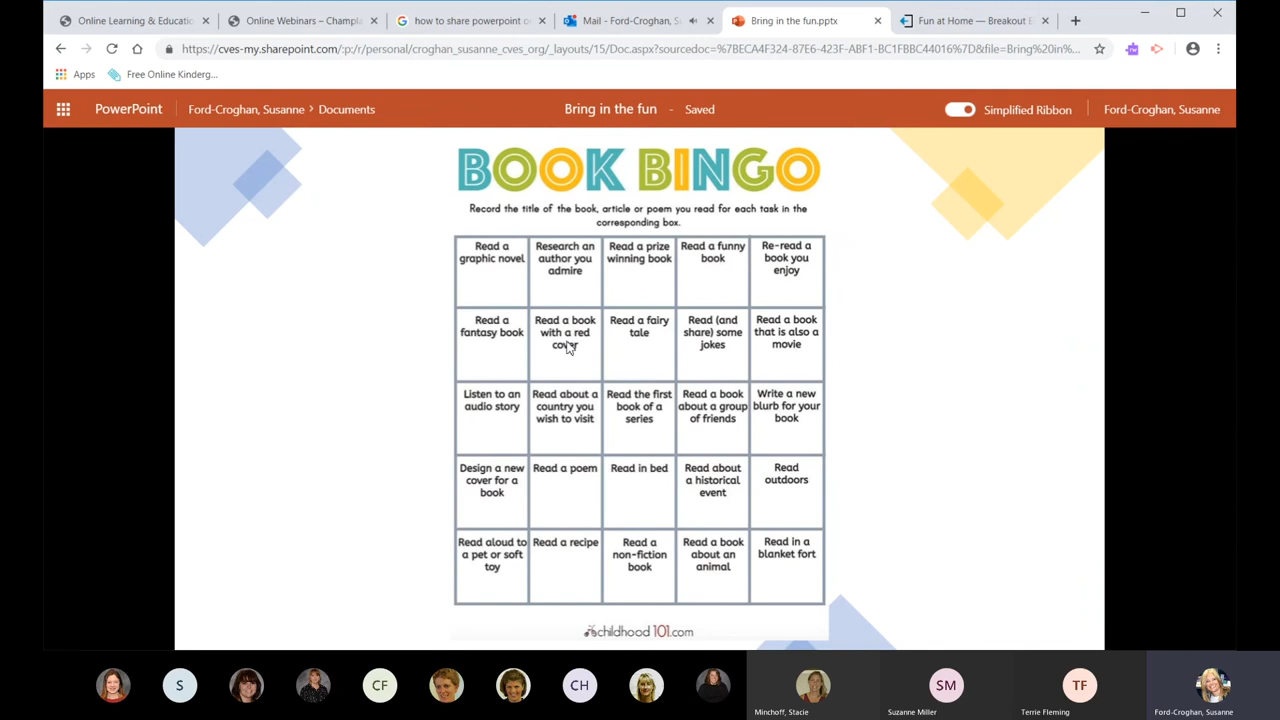 Online Learning & Educatio
Online Webinars – Champla
how to share powerpoint o
Mail - Ford-Croghan, S
Bring in the fun.pptx
Fun at Home — Breakout E
https://cves-my.sharepoint.com/:p:/r/personal/croghan_susanne_cves_org/_layouts/15/Doc.aspx?sourcedoc=%7BECA4F324-87E6-423F-ABF1-BC1FBBC44016%7D&file=Bring%20in%...
Apps
Free Online Kinderg...
PowerPoint
Ford-Croghan, Susanne > Documents
Bring in the fun - Saved
Simplified Ribbon
Ford-Croghan, Susanne
BOOK BINGO
Record the title of the book, article or poem you read for each task in the
corresponding box.
Read a
graphic novel
Research an
author you
admire
Read a prize
winning book
Read a funny
book
Re-read a
book you
enjoy
Read a
fantasy book
Read a book
with a red
cover
Read a fairy
tale
Read (and
share) some
jokes
Read a book
that is also a
movie
Listen to an
audio story
Read about a
country you
wish to visit
Read the first
book of a
series
Read a book
about a group
of friends
Write a new
blurb for your
book
Design a new
cover for a
book
Read a poem
Read in bed
Read about
a historical
event
Read
outdoors
Read aloud to
a pet or soft
toy
Read a recipe
Read a
non-fiction
book
Read a book
about an
animal
Read in a
blanket fort
childhood 101.com
S
CF
CH
SM
TF
Minchoff, Stacie
Suzanne Miller
Terrie Fleming
Ford-Croghan, Susanne